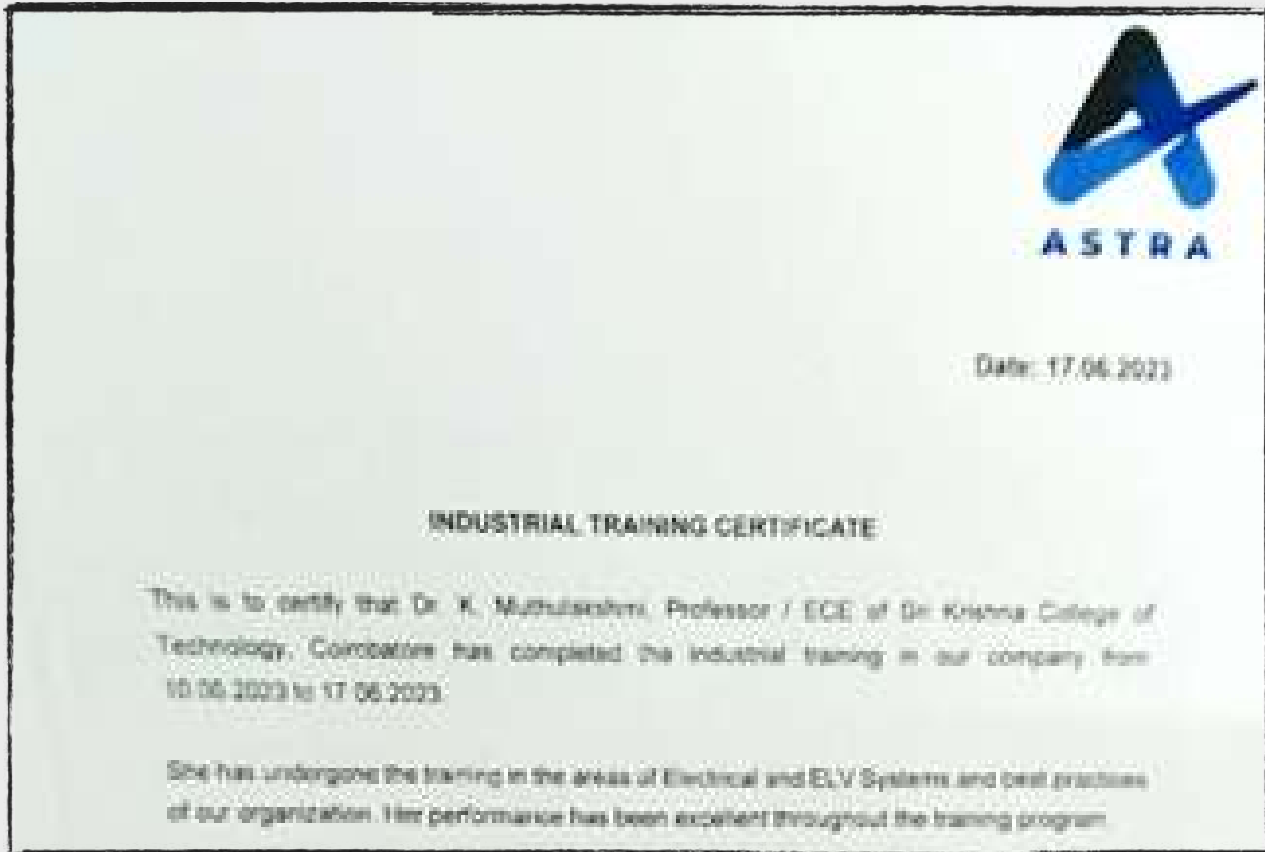 ASTRA
Date: 17.06.2023
INDUSTRIAL TRAINING CERTIFICATE
This is to certify that Dr. K. Muthulakshmi, Professor / ECE of Sri Krishna College of
Technology, Coimbatore has completed the industrial training in our company from
10.06.2023 to 17.06.2023.
She has undergone the training in the areas of Electrical and ELV Systems and best practices
of our organization. Her performance has been excellent throughout the training program.